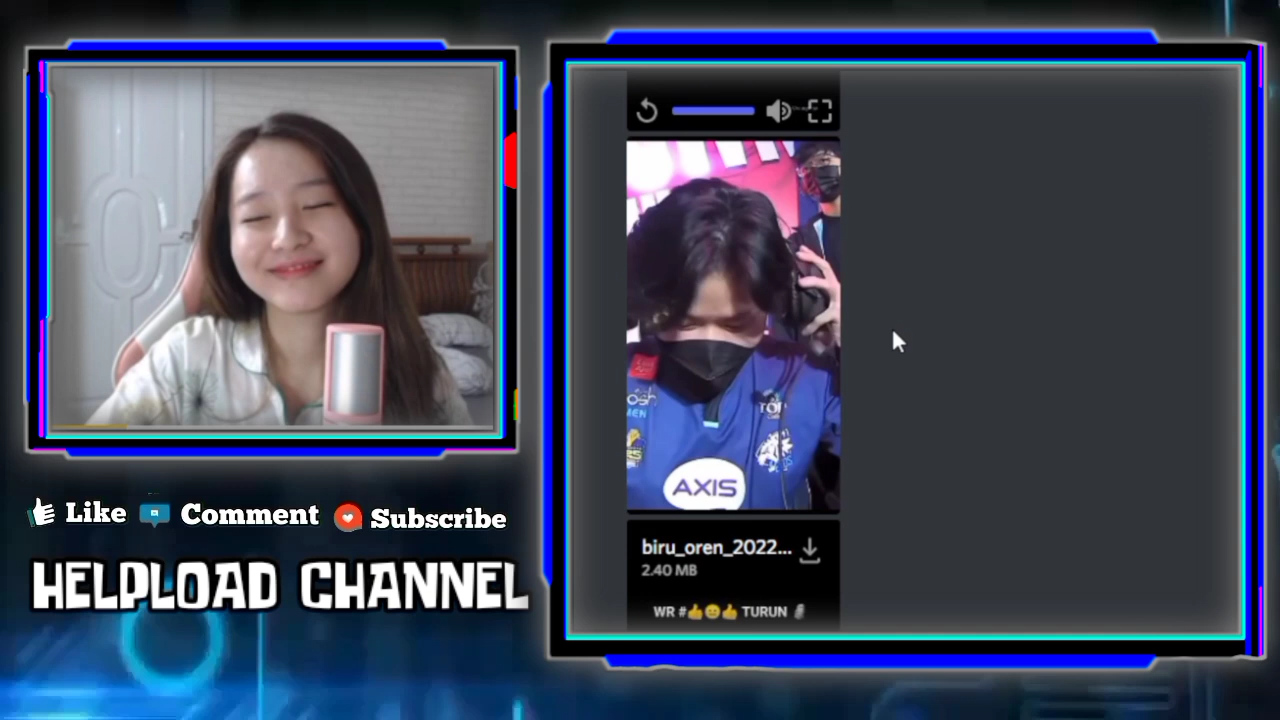 AXIS
biru_oren_2022...
2.40 MB
WR #👍😆👍 TURUN
Like
Comment
Subscribe
HELPLOAD CHANNEL